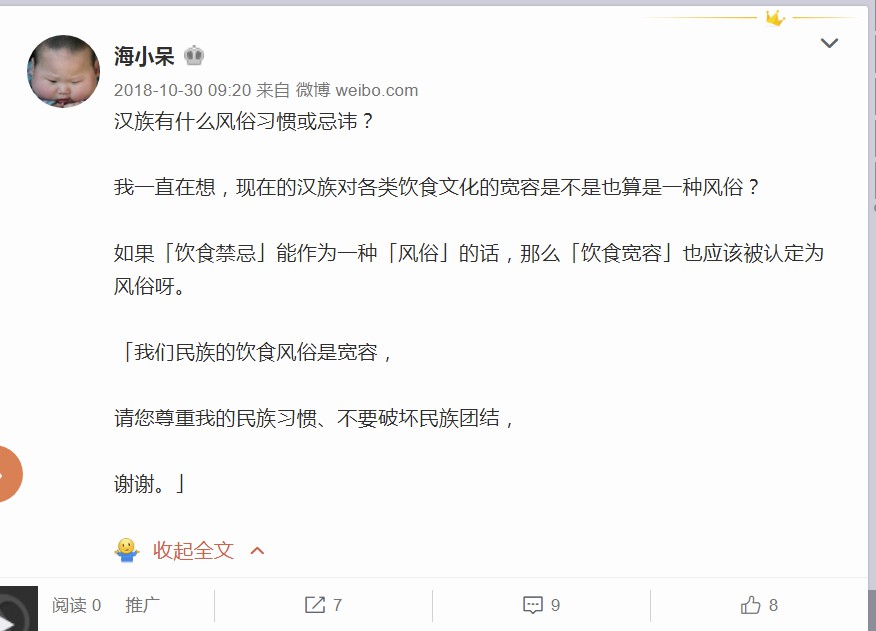 海小呆
2018-10-30 09:20 来自 微博 weibo.com
汉族有什么风俗习惯或忌讳？
我一直在想，现在的汉族对各类饮食文化的宽容是不是也算是一种风俗？
如果「饮食禁忌」能作为一种「风俗」的话，那么「饮食宽容」也应该被认定为
风俗呀。
「我们民族的饮食风俗是宽容，
请您尊重我的民族习惯、不要破坏民族团结，
谢谢。」
收起全文
阅读 0 推广 7 9 8